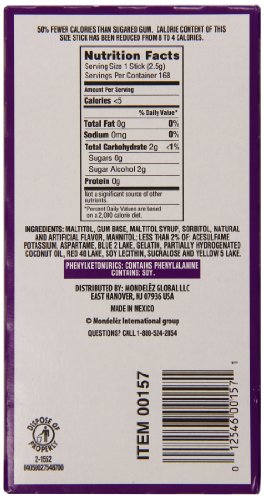 50% FEWER CALORIES THAN SUGARED GUM. CALORIE CONTENT OF
THIS SIZE STICK HAS BEEN REDUCED FROM 8 TO 4 CALORIES.
Nutrition Facts
Serving Size 1 Stick (2.5g)
Servings Per Container 168
Amount Per Serving
Calories <5
% Daily Value*
Total Fat 0g 0%
Sodium 0mg 0%
Total Carbohydrate 2g <1%
Sugars 0g
Sugar Alcohol 2g
Protein 0g
Not a significant source of other
nutrients.
*Percent Daily Values are based on
a 2,000 calorie diet.
INGREDIENTS: MALTITOL, GUM BASE, MALTITOL SYRUP, SORBITOL, NATURAL
AND ARTIFICIAL FLAVOR, MANNITOL; LESS THAN 2% OF ACESULFAME
POTASSIUM, ASPARTAME, BLUE 2 LAKE, GELATIN, PARTIALLY HYDROGENATED
COCONUT OIL, RED 40 LAKE, SOY LECITHIN, SUCRALOSE AND YELLOW 5 LAKE.
PHENYLKETONURICS: CONTAINS PHENYLALANINE
CONTAINS: SOY.
DISTRIBUTED BY: MONDELĒZ GLOBAL LLC
EAST HANOVER, NJ 07936 USA
MADE IN MEXICO
© Mondelēz International group
QUESTIONS? CALL 1-800-524-2854
DISPOSE OF
PROPERLY
2-1552
04059027548700
ITEM 00157
0 12546 00157 1